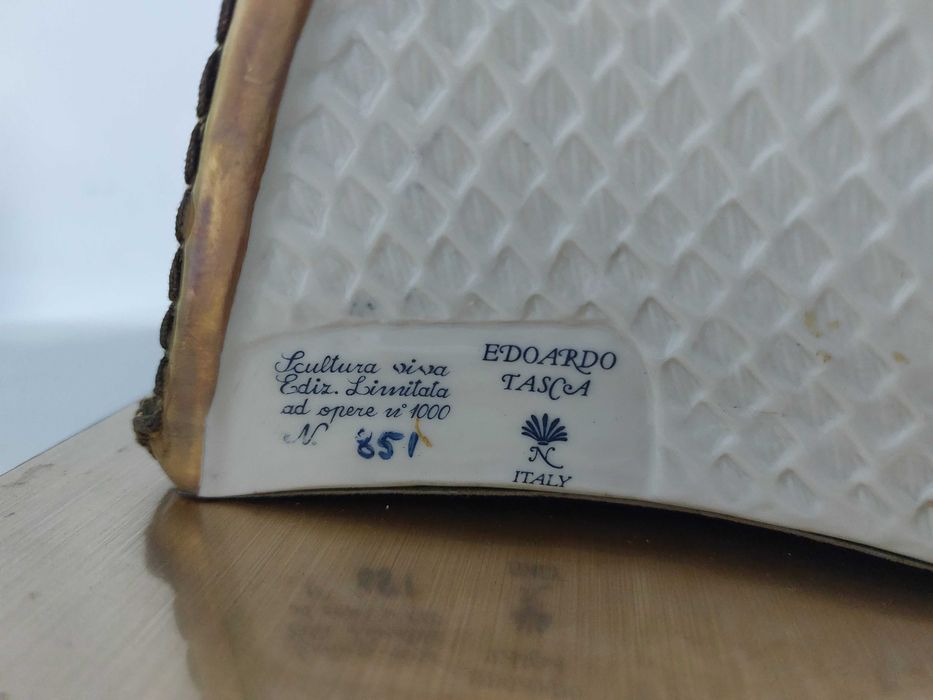 Scultura viva
Ediz. Limitata
ad opere n° 1000
N. 851
EDOARDO
TASCA
N
ITALY